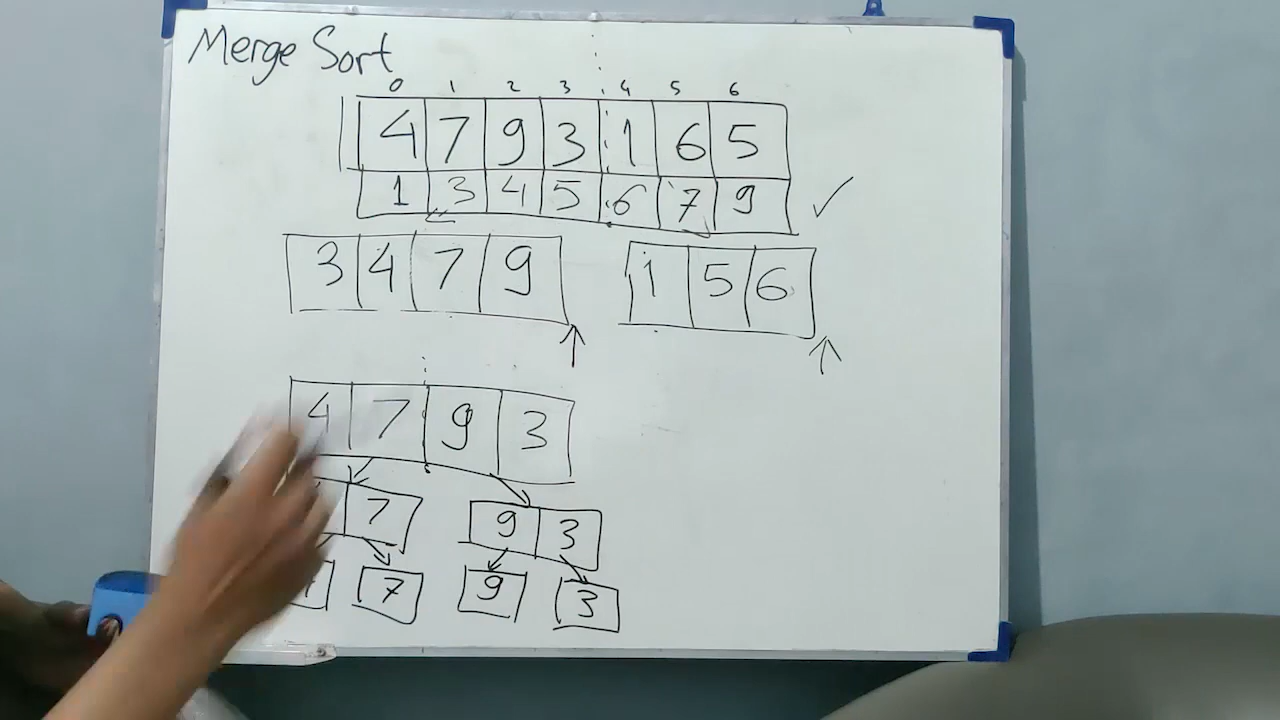 Merge Sort
0 1 2 3 4 5 6
4 7 9 3 1 6 5
1 3 4 5 6 7 9 ✓
3 4 7 9 1 5 6
4 7 9 3
7 9 3
7 9 3